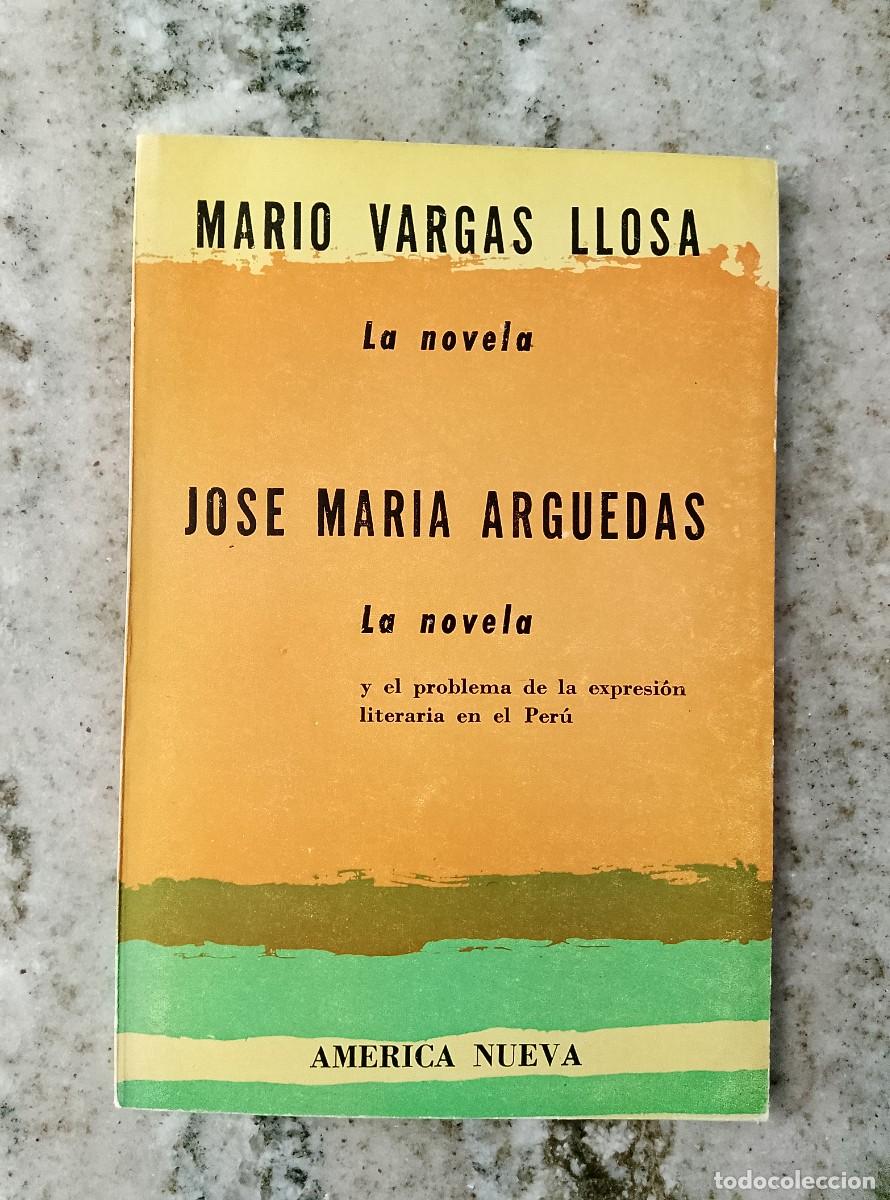 MARIO VARGAS LLOSA
La novela
JOSE MARIA ARGUEDAS
La novela
y el problema de la expresión
literaria en el Perú
AMERICA NUEVA
todocoleccion